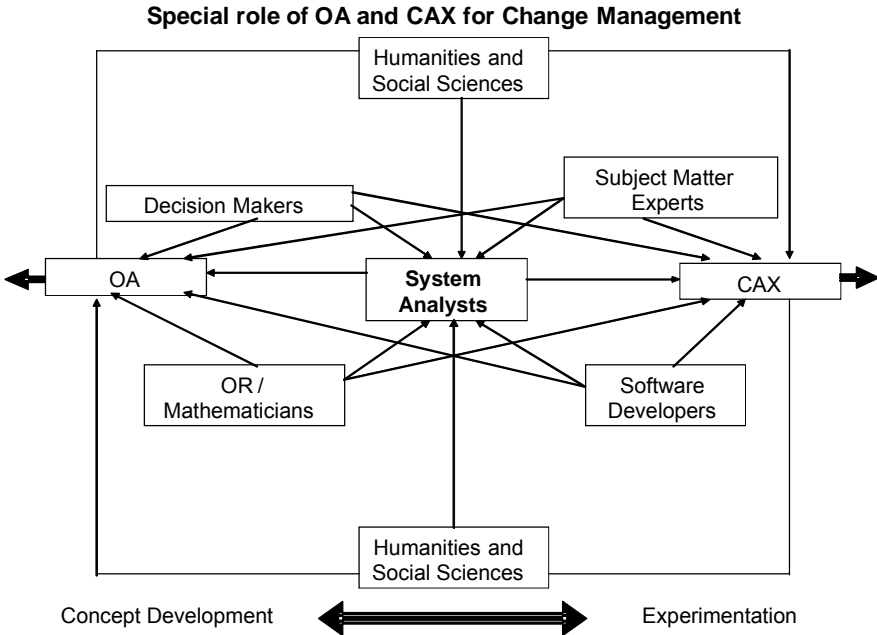 Special role of OA and CAX for Change Management
Humanities and
Social Sciences
Decision Makers
Subject Matter
Experts
OA
System
Analysts
CAX
OR /
Mathematicians
Software
Developers
Humanities and
Social Sciences
Concept Development
Experimentation